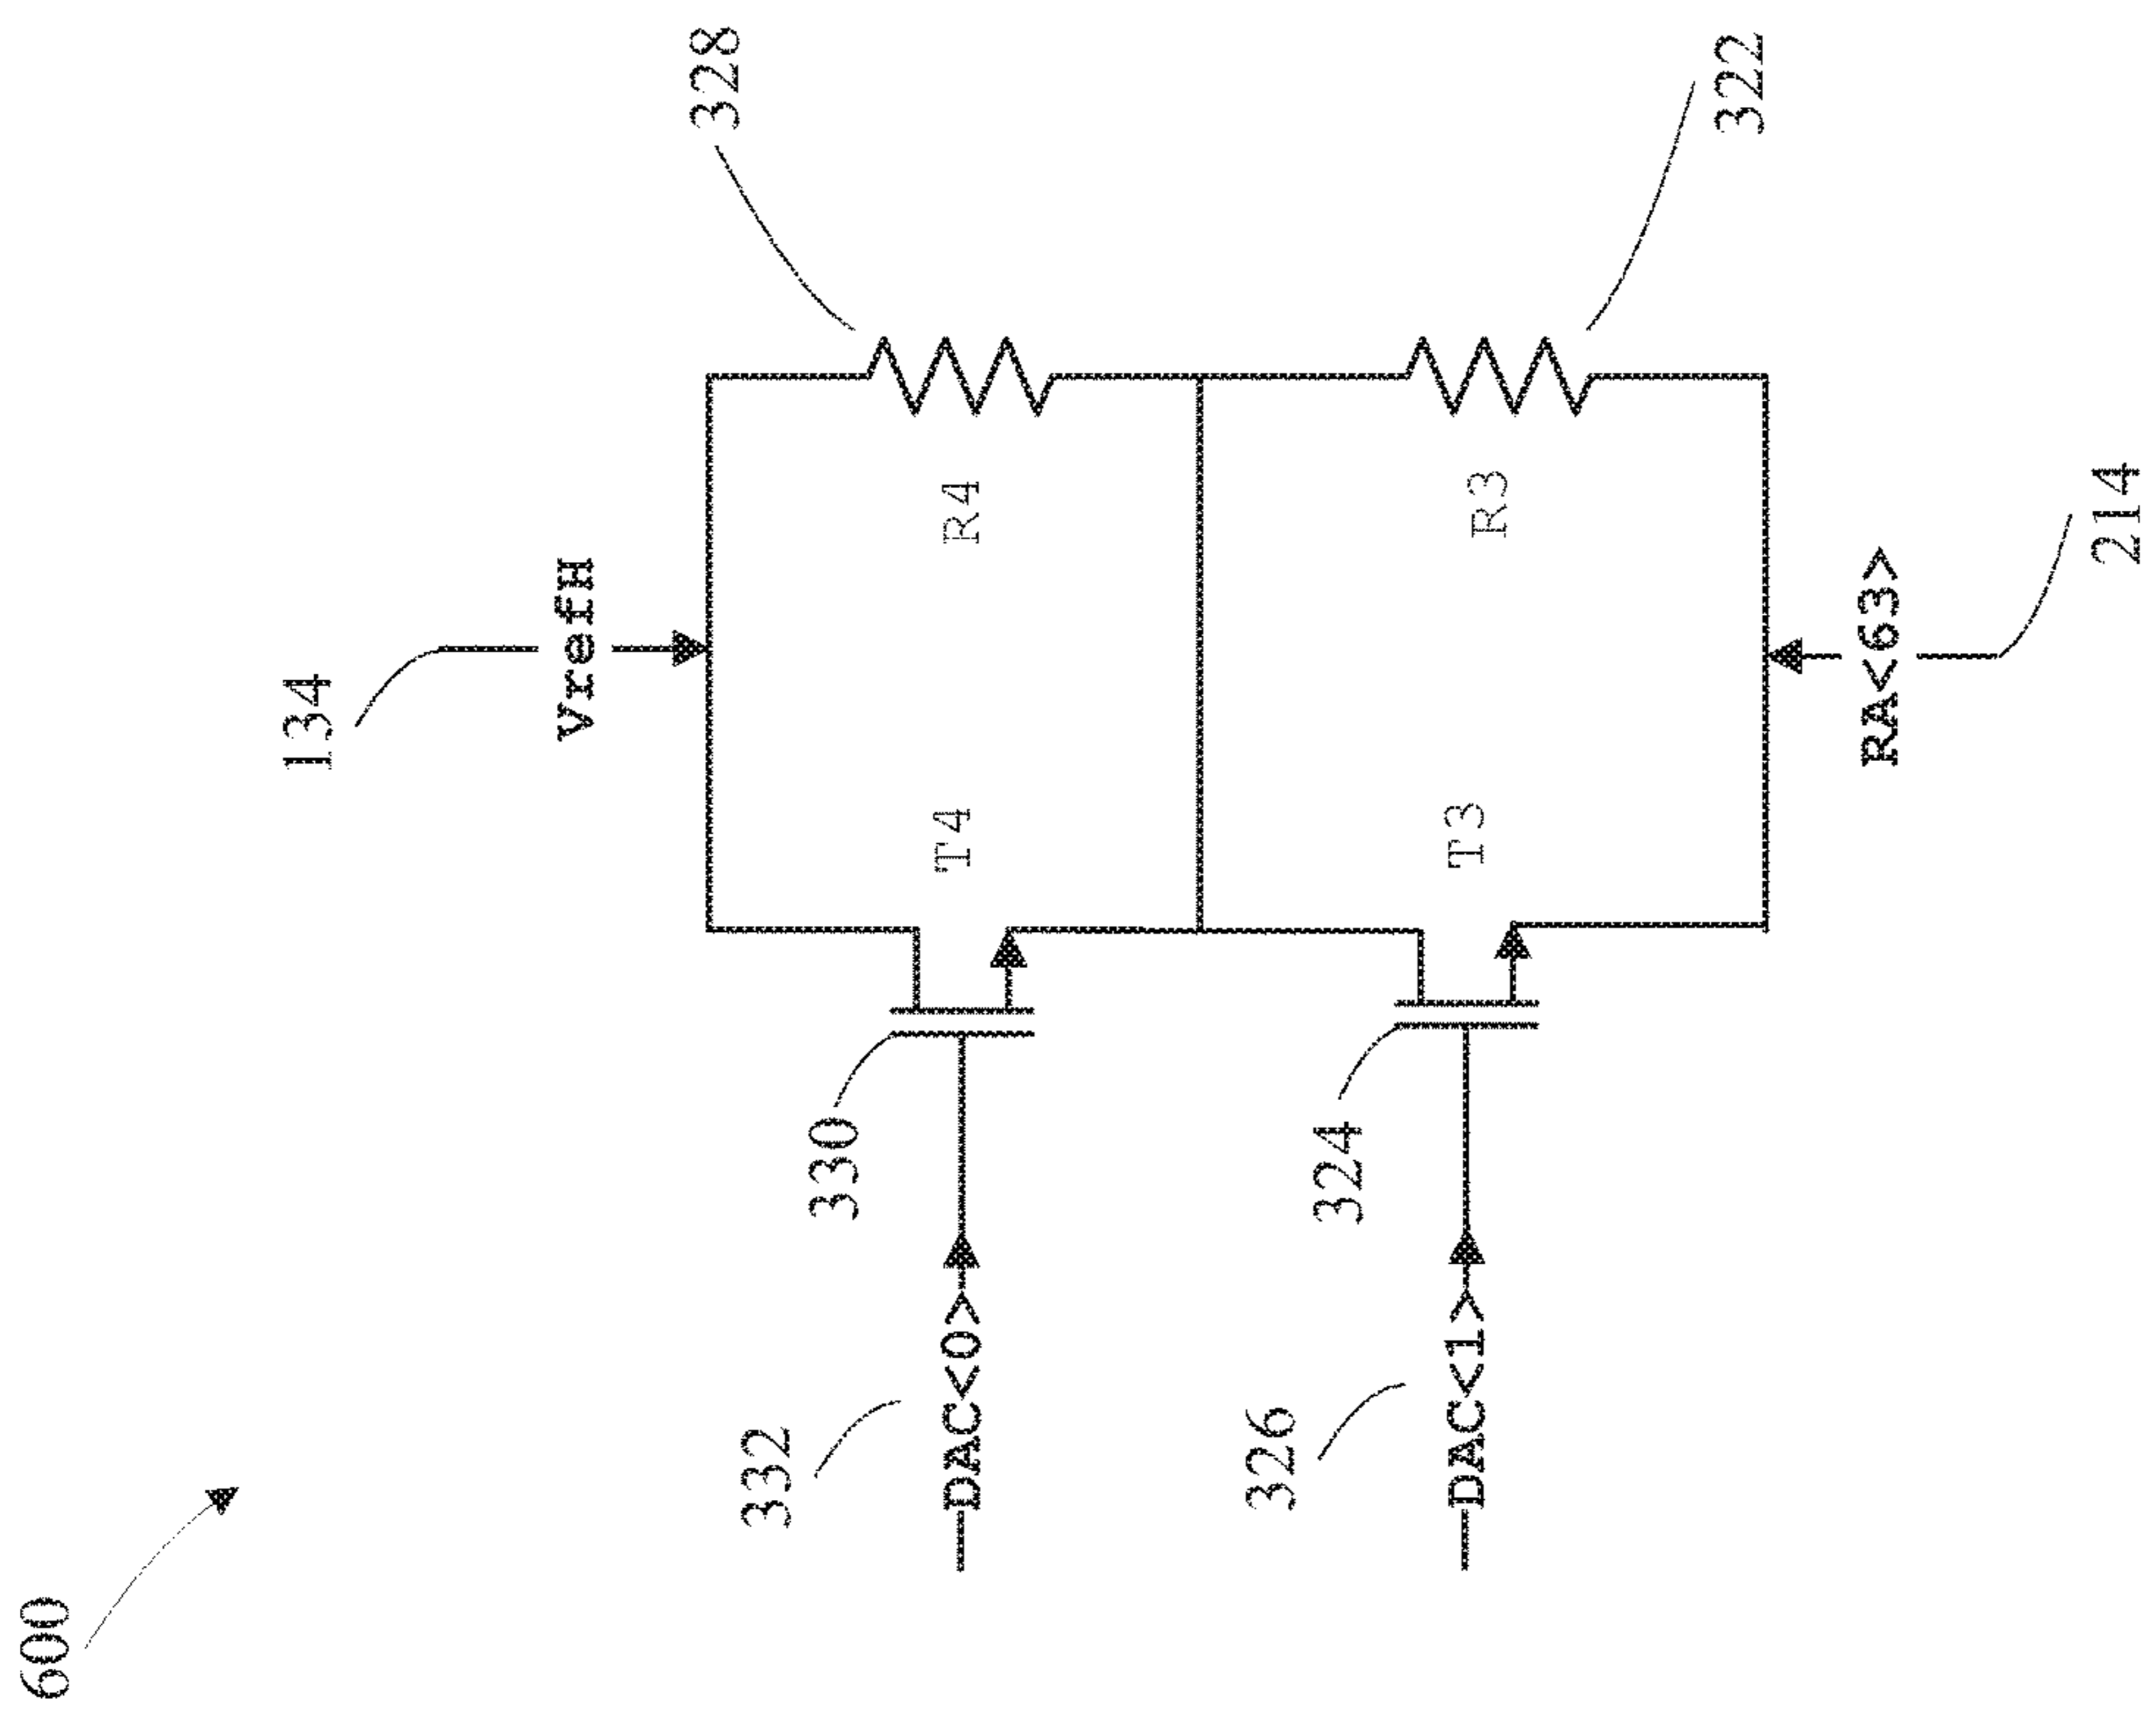 600
134
VrefH
328
332
DAC<0>
330
T4
R4
326
DAC<1>
324
T3
R3
322
RA<63>
214